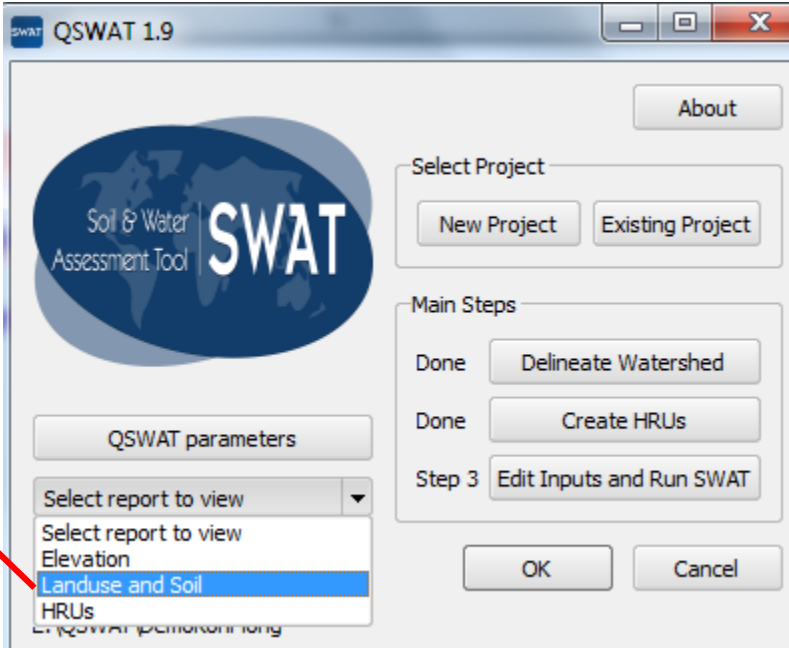 SWAT QSWAT 1.9
About
Select Project
New Project Existing Project
Soil & Water
Assessment Tool
SWAT
Main Steps
Done Delineate Watershed
Done Create HRUs
Step 3 Edit Inputs and Run SWAT
QSWAT parameters
Select report to view
Select report to view
Elevation
Landuse and Soil
HRUs
OK Cancel